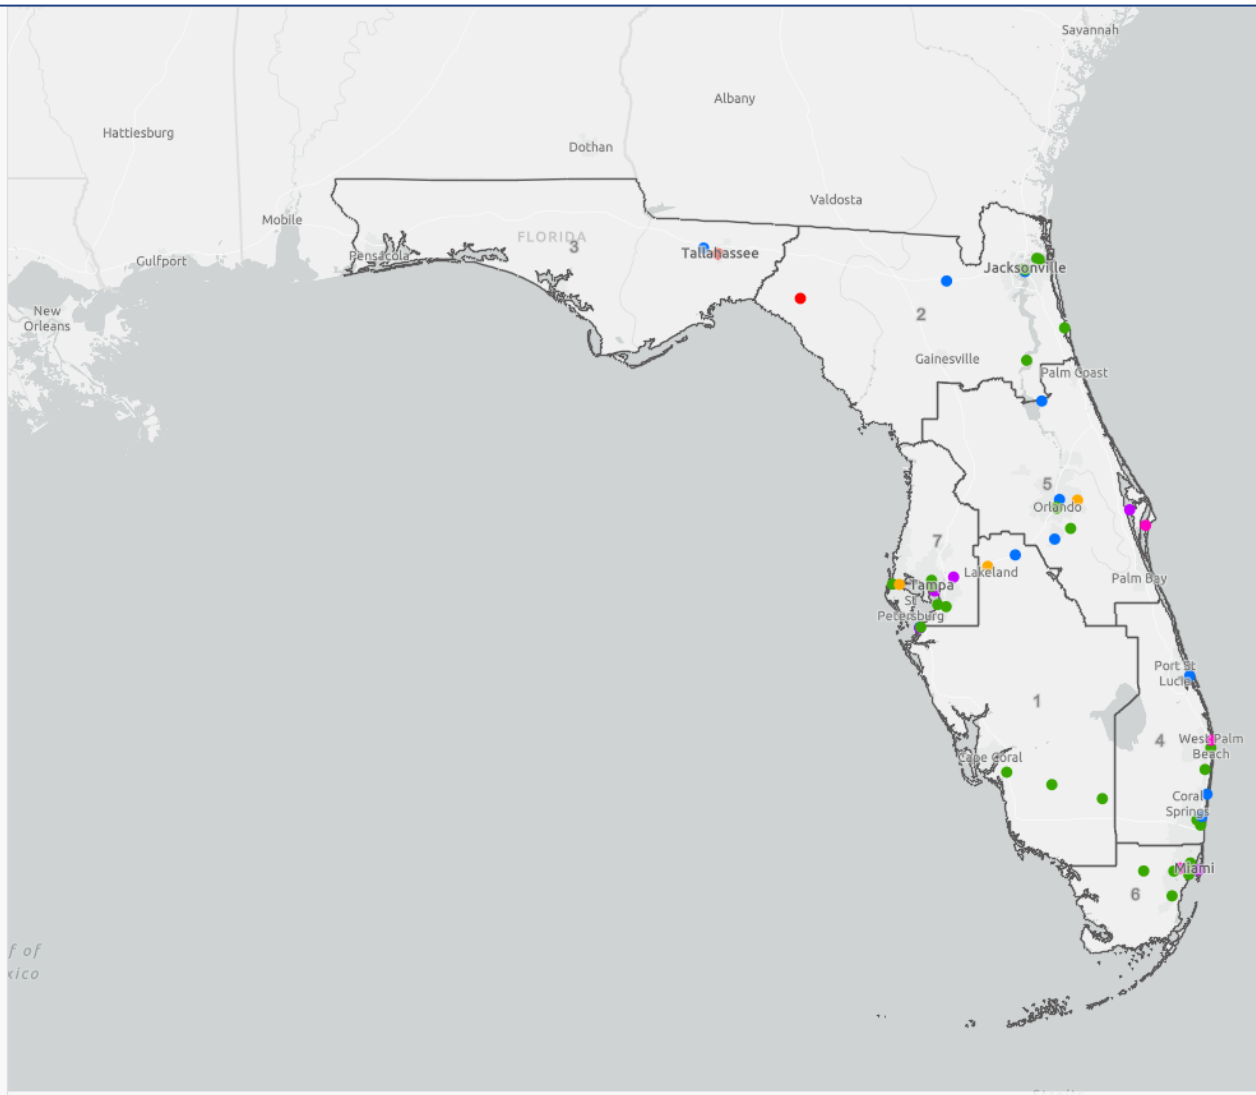 Savannah
Albany
Hattiesburg
Dothan
Valdosta
Mobile
FLORIDA
3
Pensacola
Tallahassee
Gulfport
Jacksonville
New
Orleans
2
Gainesville
Palm Coast
5
Orlando
7
Lakeland
Tampa
Palm Bay
St
Petersburg
Port St
Lucie
1
4
West Palm
Beach
Cape Coral
Coral
Springs
Miami
6
f of
xico